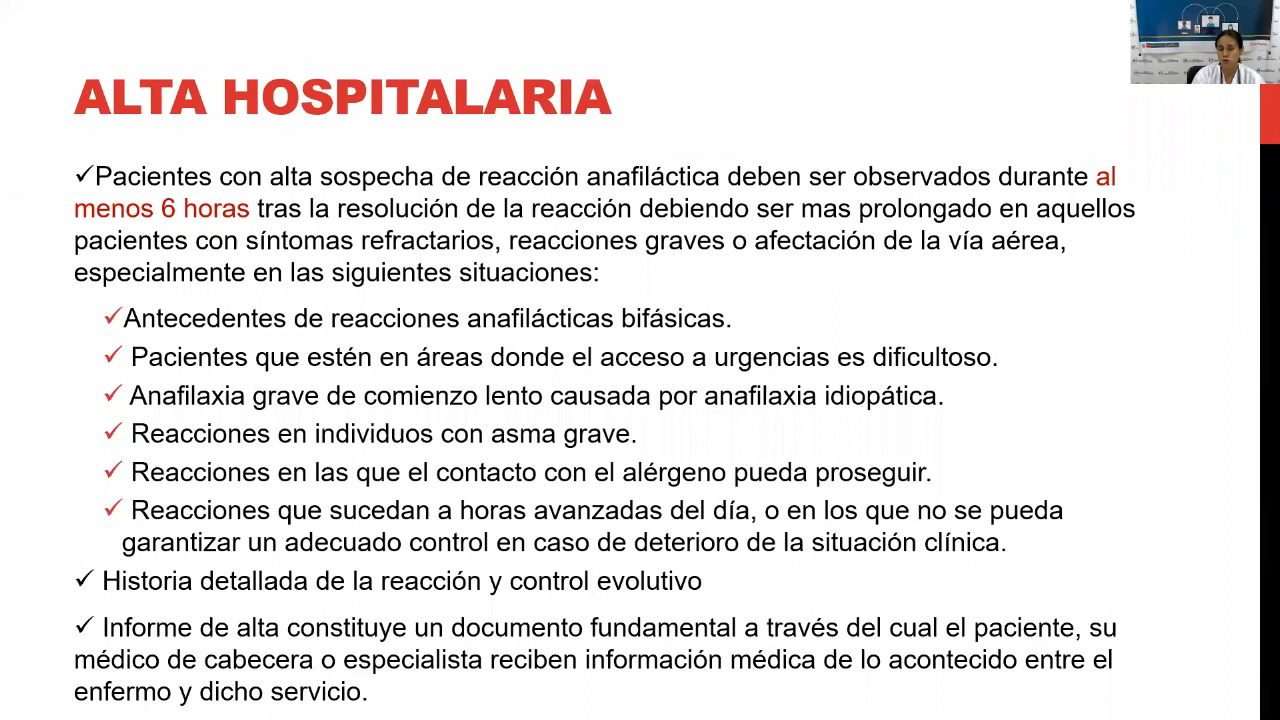 ALTA HOSPITALARIA
✓Pacientes con alta sospecha de reacción anafiláctica deben ser observados durante al
menos 6 horas tras la resolución de la reacción debiendo ser mas prolongado en aquellos
pacientes con síntomas refractarios, reacciones graves o afectación de la vía aérea,
especialmente en las siguientes situaciones:
✓Antecedentes de reacciones anafilácticas bifásicas.
✓ Pacientes que estén en áreas donde el acceso a urgencias es dificultoso.
✓ Anafilaxia grave de comienzo lento causada por anafilaxia idiopática.
✓ Reacciones en individuos con asma grave.
✓ Reacciones en las que el contacto con el alérgeno pueda proseguir.
✓ Reacciones que sucedan a horas avanzadas del día, o en los que no se pueda
garantizar un adecuado control en caso de deterioro de la situación clínica.
✓ Historia detallada de la reacción y control evolutivo
✓ Informe de alta constituye un documento fundamental a través del cual el paciente, su
médico de cabecera o especialista reciben información médica de lo acontecido entre el
enfermo y dicho servicio.